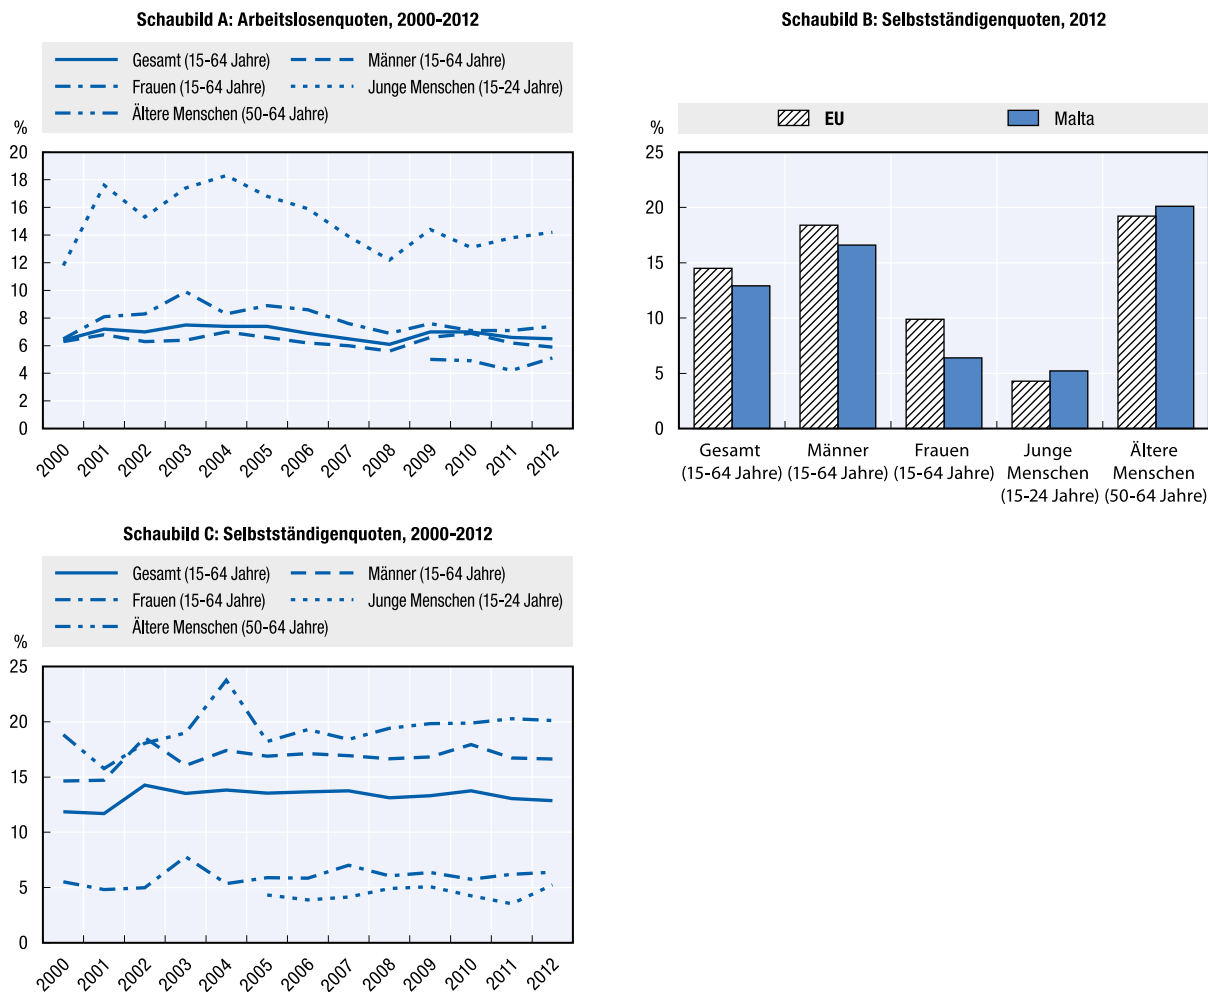 Schaubild A: Arbeitslosenquoten, 2000-2012
Gesamt (15-64 Jahre)
Männer (15-64 Jahre)
Frauen (15-64 Jahre)
Junge Menschen (15-24 Jahre)
Ältere Menschen (50-64 Jahre)
%
20
18
16
14
12
10
8
6
4
2
0
2000
2001
2002
2003
2004
2005
2006
2007
2008
2009
2010
2011
2012
Schaubild B: Selbstständigenquoten, 2012
EU
Malta
%
25
20
15
10
5
0
Gesamt
(15-64 Jahre)
Männer
(15-64 Jahre)
Frauen
(15-64 Jahre)
Junge
Menschen
(15-24 Jahre)
Ältere
Menschen
(50-64 Jahre)
Schaubild C: Selbstständigenquoten, 2000-2012
Gesamt (15-64 Jahre)
Männer (15-64 Jahre)
Frauen (15-64 Jahre)
Junge Menschen (15-24 Jahre)
Ältere Menschen (50-64 Jahre)
%
25
20
15
10
5
0
2000
2001
2002
2003
2004
2005
2006
2007
2008
2009
2010
2011
2012